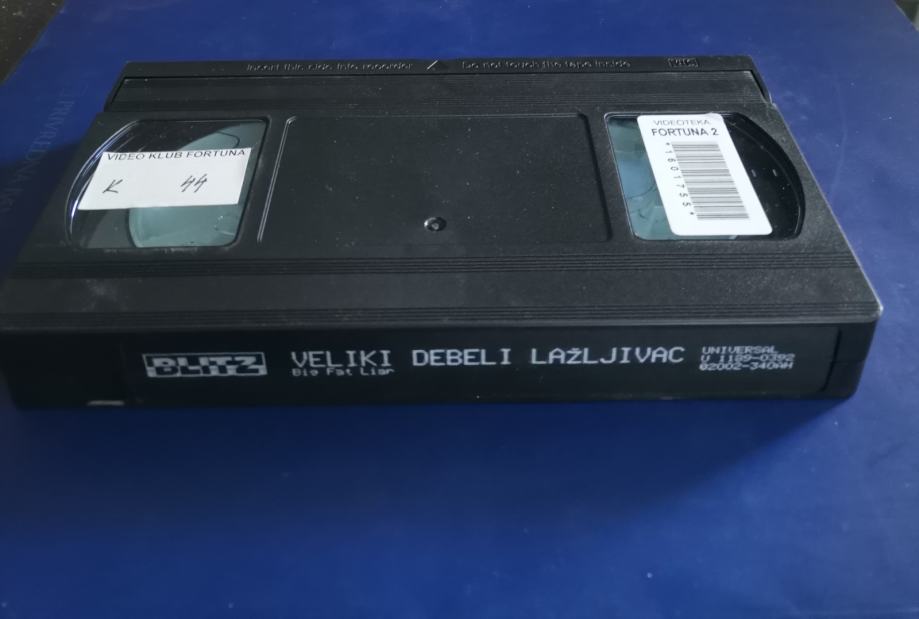 Insert this side into recorder
Do not touch the tape inside
VHS
VIDEO KLUB FORTUNA
K 44
VIDEOTEKA
FORTUNA 2
*1601755*
BLITZ
VELIKI DEBELI LAŽLJIVAC
Big Fat Liar
UNIVERSAL
U 1189-0392
02002-340AH